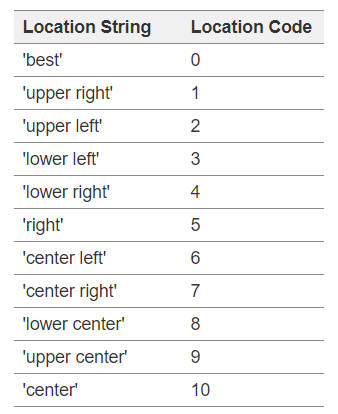 Location String Location Code
'best' 0
'upper right' 1
'upper left' 2
'lower left' 3
'lower right' 4
'right' 5
'center left' 6
'center right' 7
'lower center' 8
'upper center' 9
'center' 10